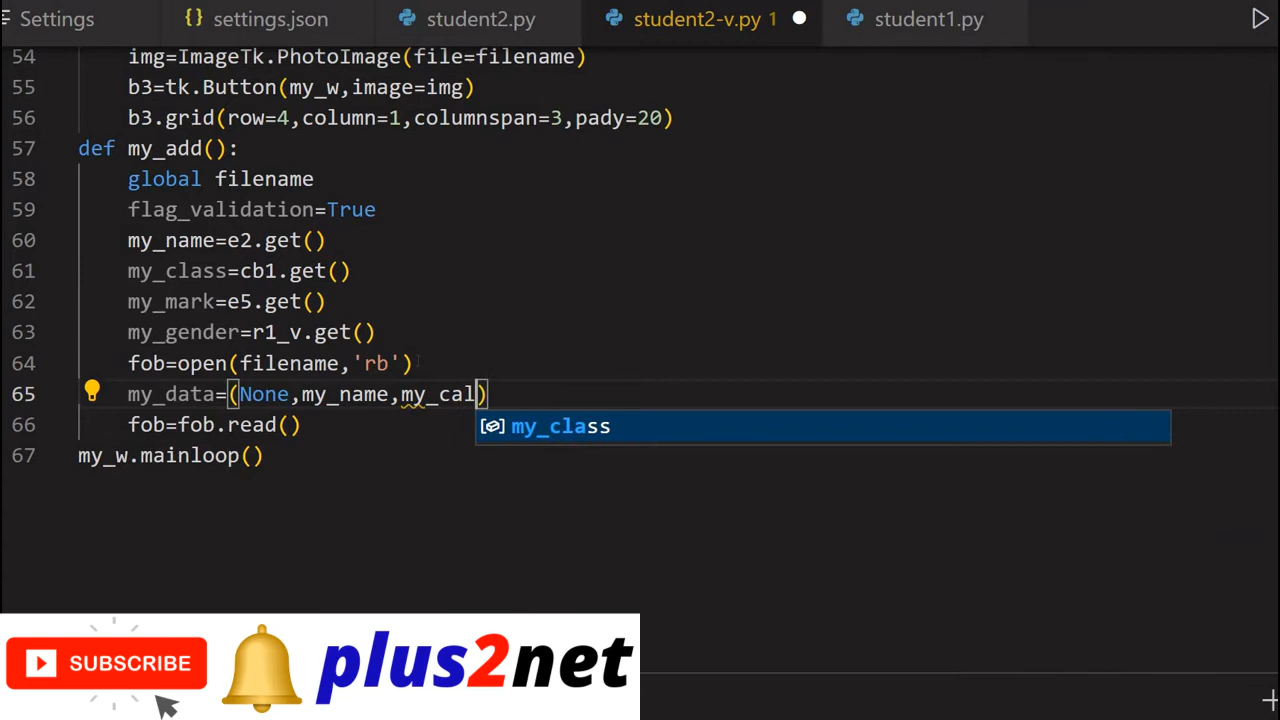 Settings settings.json student2.py student2-v.py 1 student1.py
54 img=ImageTk.PhotoImage(file=filename)
55 b3=tk.Button(my_w,image=img)
56 b3.grid(row=4,column=1,columnspan=3,pady=20)
57 def my_add():
58 global filename
59 flag_validation=True
60 my_name=e2.get()
61 my_class=cb1.get()
62 my_mark=e5.get()
63 my_gender=r1_v.get()
64 fob=open(filename,'rb')
65 my_data=(None,my_name,my_cal)
my_class
66 fob=fob.read()
67 my_w.mainloop()
SUBSCRIBE plus2net